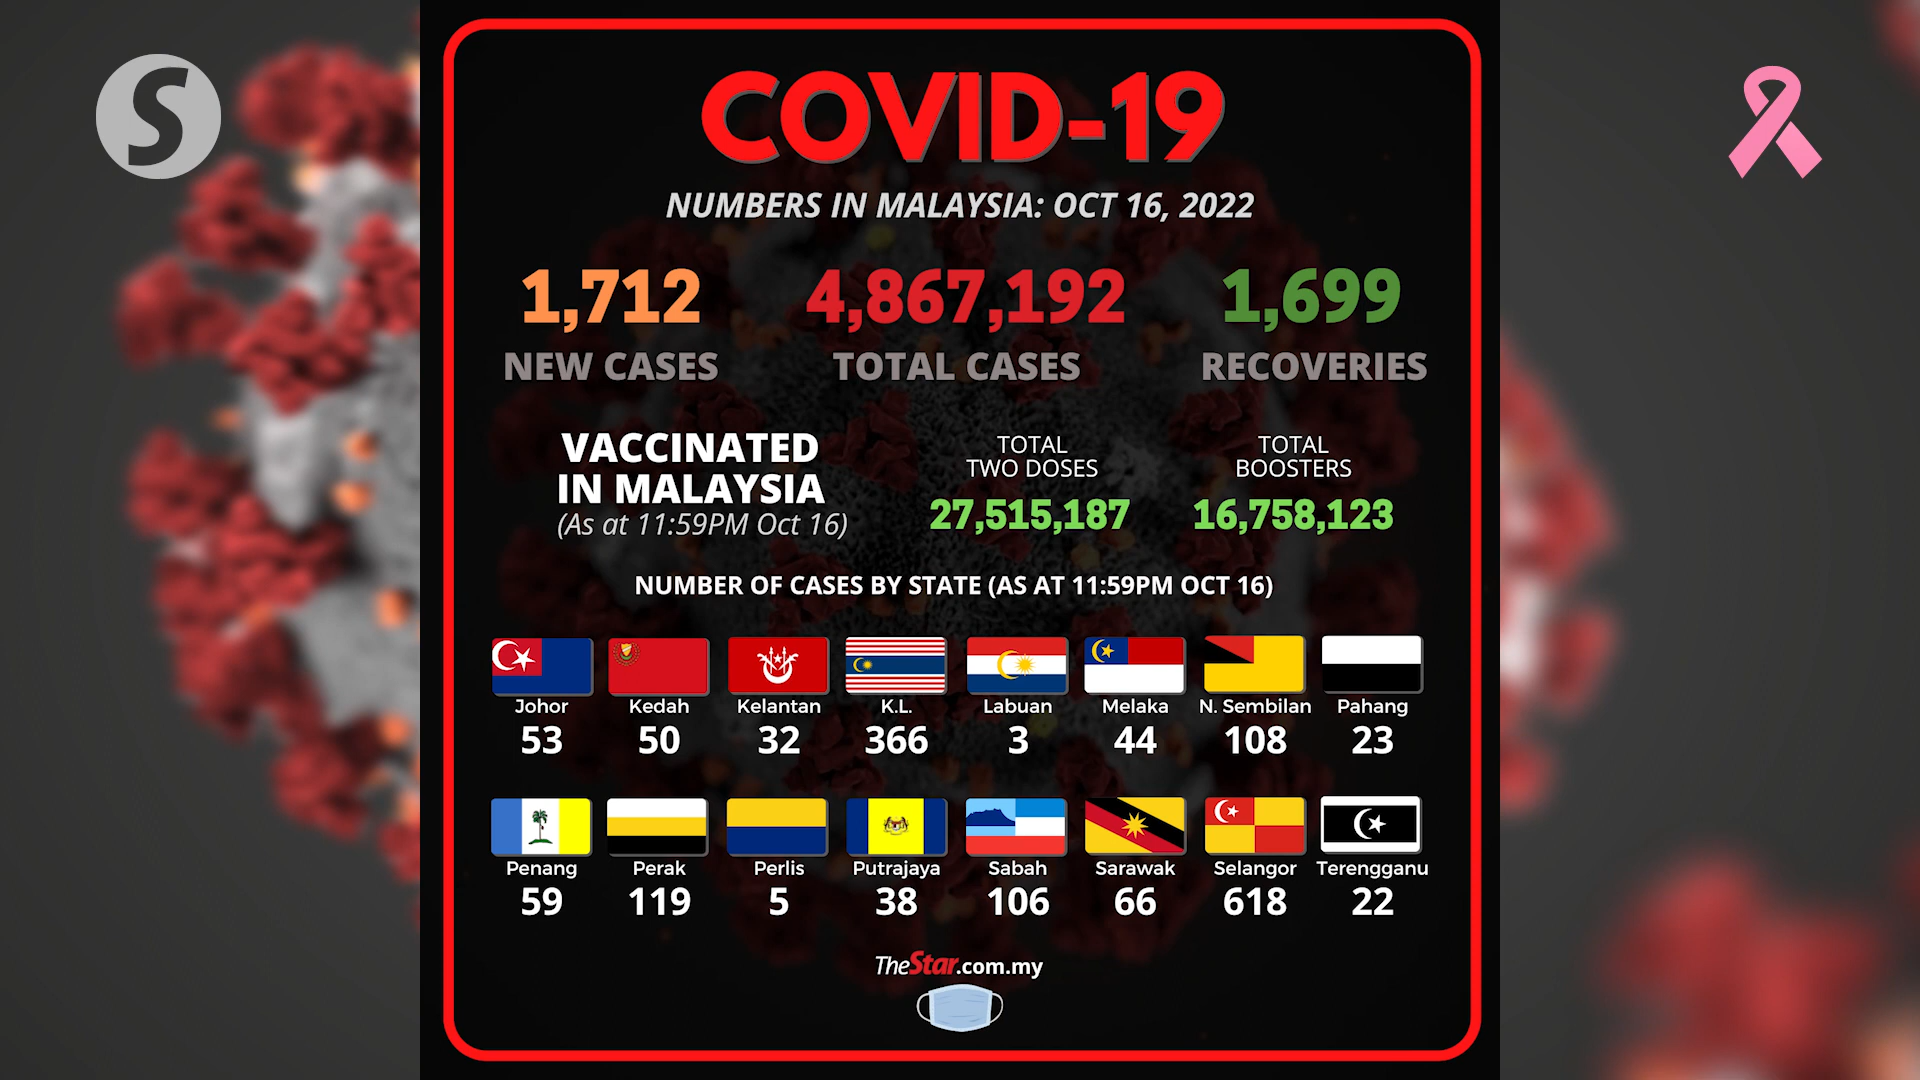 S
COVID-19
NUMBERS IN MALAYSIA: OCT 16, 2022
1,712 4,867,192 1,699
NEW CASES TOTAL CASES RECOVERIES
VACCINATED
IN MALAYSIA
(As at 11:59PM Oct 16)
TOTAL
TWO DOSES
27,515,187
TOTAL
BOOSTERS
16,758,123
NUMBER OF CASES BY STATE (AS AT 11:59PM OCT 16)
Johor Kedah Kelantan K.L. Labuan Melaka N. Sembilan Pahang
53 50 32 366 3 44 108 23
Penang Perak Perlis Putrajaya Sabah Sarawak Selangor Terengganu
59 119 5 38 106 66 618 22
TheStar.com.my